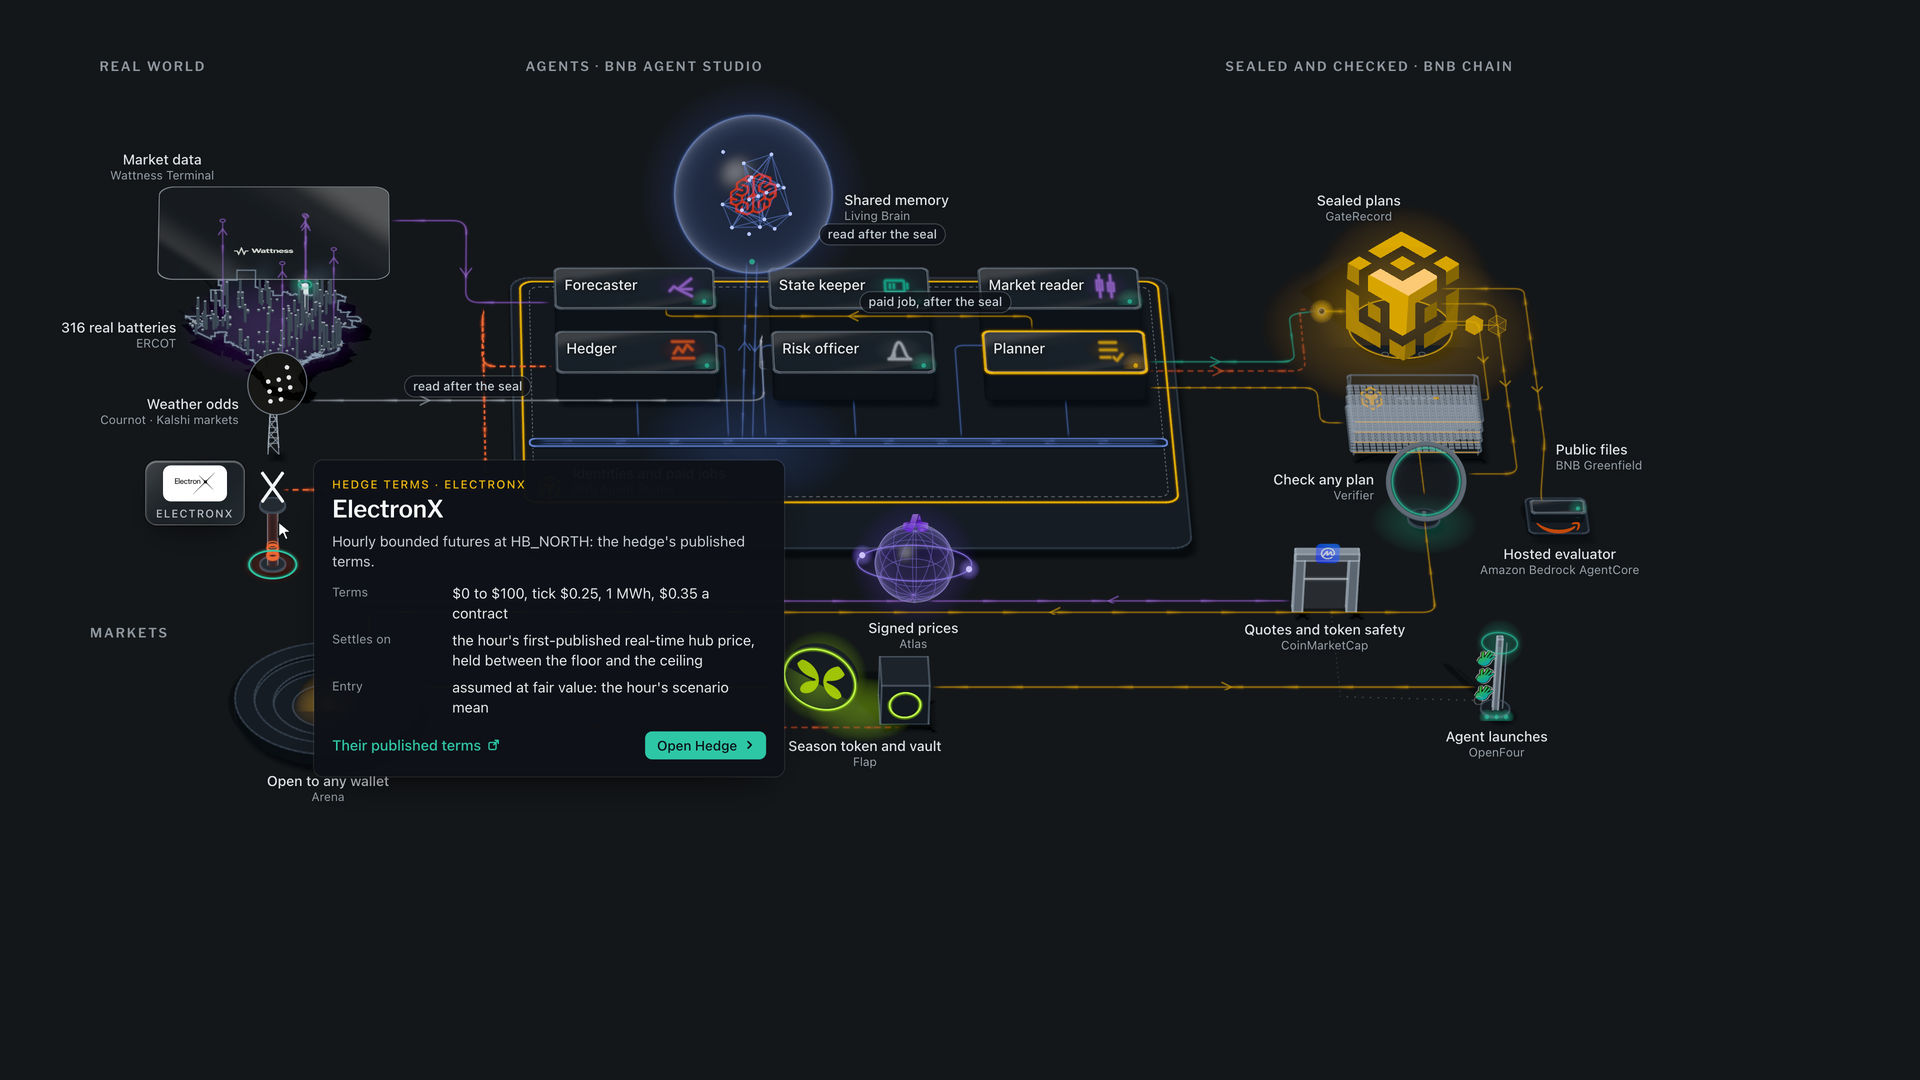 REAL WORLD
AGENTS · BNB AGENT STUDIO
SEALED AND CHECKED · BNB CHAIN
Market data
Wattness Terminal
Wattness
316 real batteries
ERCOT
Weather odds
Cournot · Kalshi markets
read after the seal
Electron X
ELECTRONX
Shared memory
Living Brain
read after the seal
Forecaster
State keeper
Market reader
paid job, after the seal
Hedger
Risk officer
Planner
Identities and paid jobs
Sealed plans
GateRecord
Check any plan
Verifier
Public files
BNB Greenfield
Hosted evaluator
Amazon Bedrock AgentCore
HEDGE TERMS · ELECTRONX
ElectronX
Hourly bounded futures at HB_NORTH: the hedge's published
terms.
Terms
$0 to $100, tick $0.25, 1 MWh, $0.35 a
contract
Settles on
the hour's first-published real-time hub price,
held between the floor and the ceiling
Entry
assumed at fair value: the hour's scenario
mean
Their published terms
Open Hedge
MARKETS
Open to any wallet
Arena
Signed prices
Atlas
Quotes and token safety
CoinMarketCap
Season token and vault
Flap
Agent launches
OpenFour